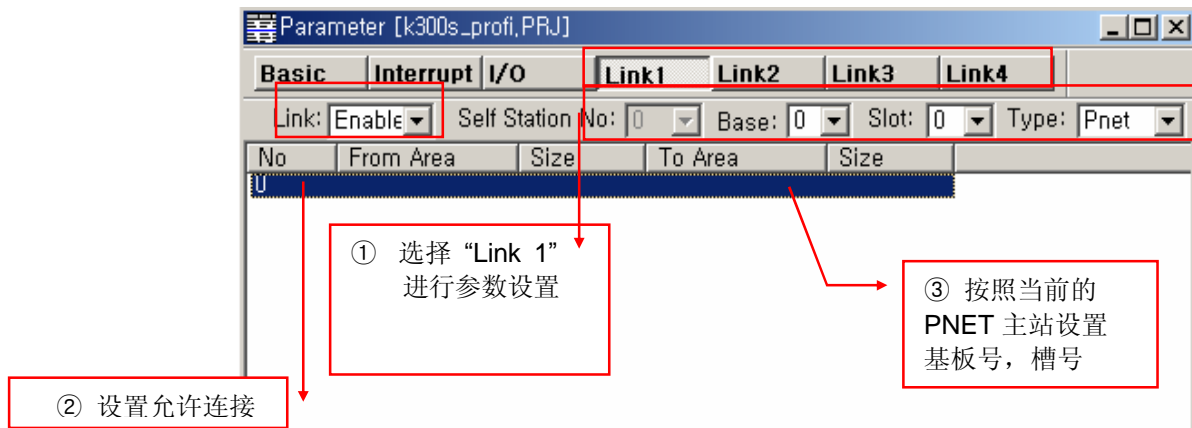 Parameter [k300s_profi,PRJ]
Basic Interrupt I/O Link1 Link2 Link3 Link4
Link: Enable Self Station No: 0 Base: 0 Slot: 0 Type: Pnet
No From Area Size To Area Size
0
① 选择 “Link 1”
进行参数设置
③ 按照当前的
PNET 主站设置
基板号，槽号
② 设置允许连接